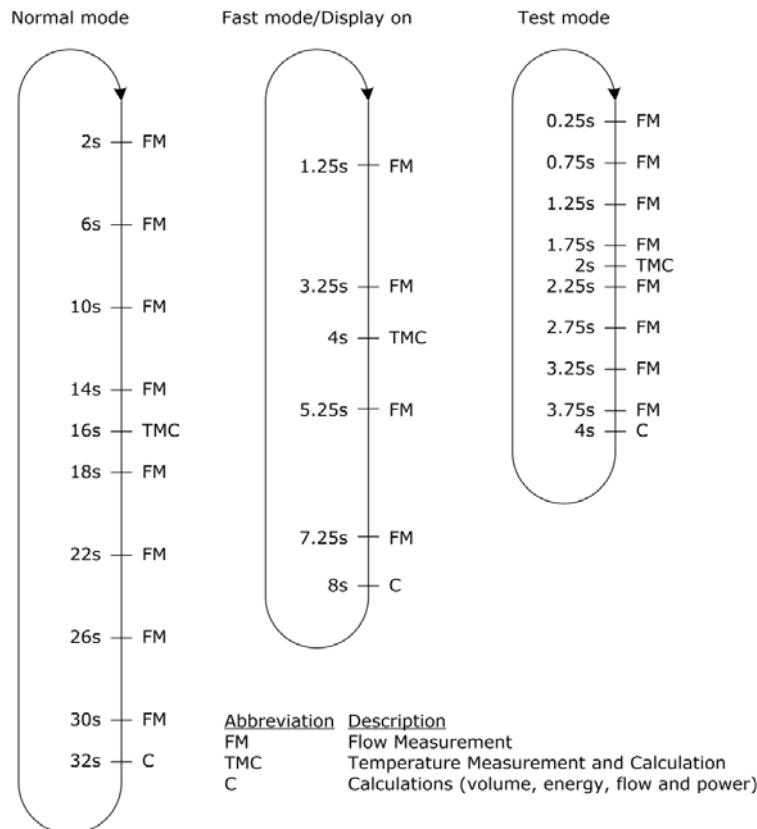 Normal mode
2s FM
6s FM
10s FM
14s FM
16s TMC
18s FM
22s FM
26s FM
30s FM
32s C
Fast mode/Display on
1.25s FM
3.25s FM
4s TMC
5.25s FM
7.25s FM
8s C
Test mode
0.25s FM
0.75s FM
1.25s FM
1.75s FM
2s TMC
2.25s FM
2.75s FM
3.25s FM
3.75s FM
4s C
Abbreviation Description
FM Flow Measurement
TMC Temperature Measurement and Calculation
C Calculations (volume, energy, flow and power)